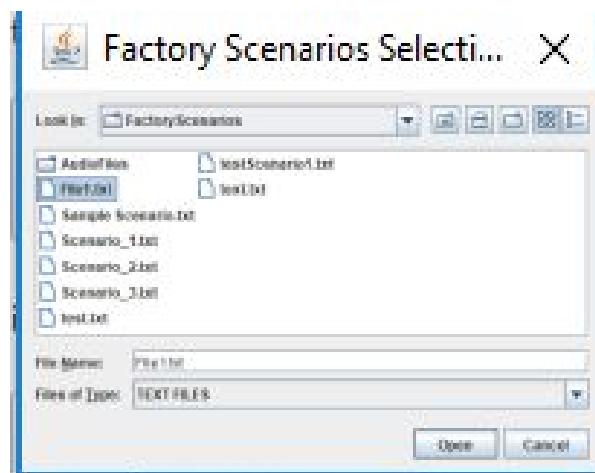 Factory Scenarios Selecti...
Look In: FactoryScenarios
AudioFiles
File1.txt
Sample Scenario.txt
Scenario_1.txt
Scenario_2.txt
Scenario_3.txt
test.txt
testScenario1.txt
text.txt
File Name: File1.txt
Files of Type: TEXT FILES
Open Cancel